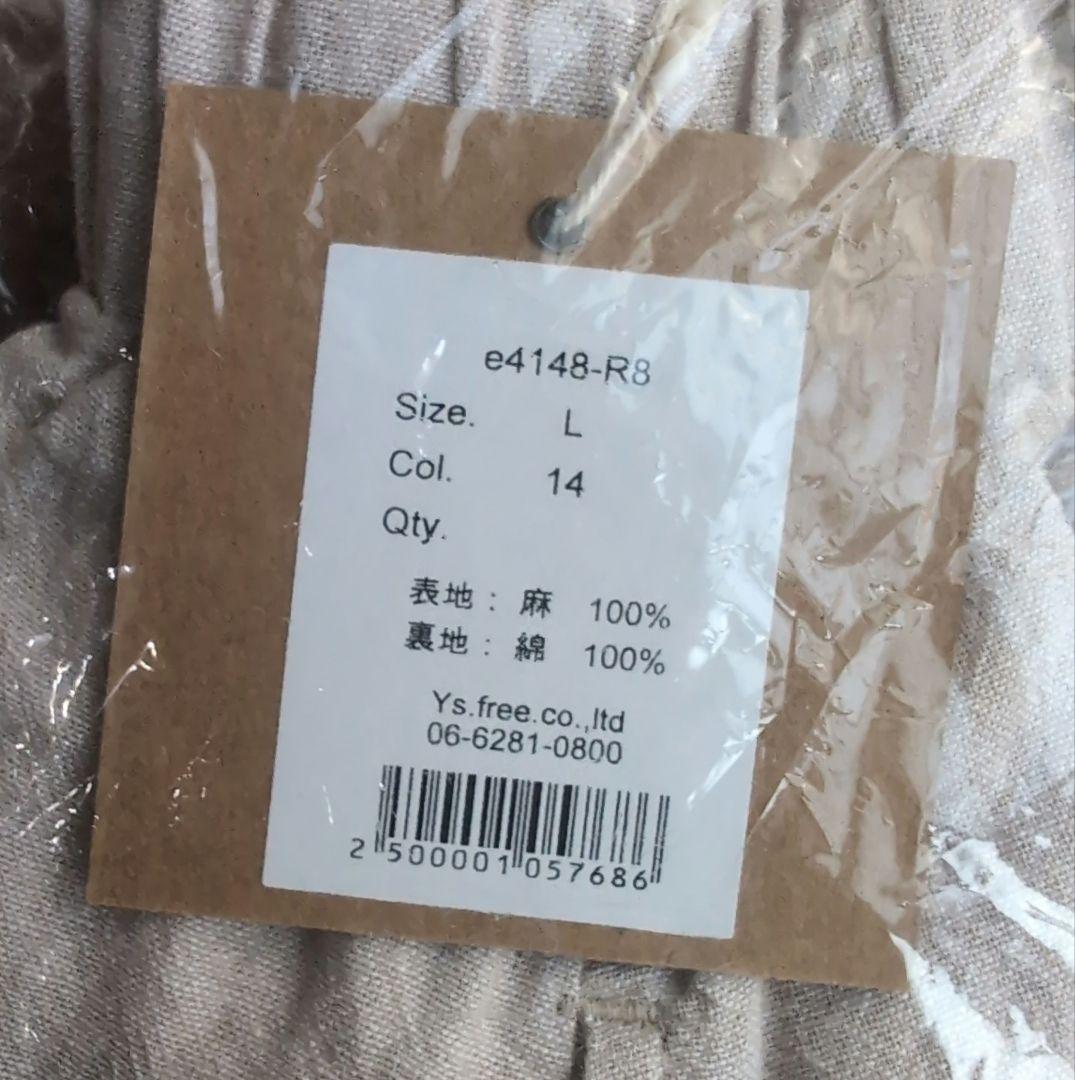 e4148-R8
Size. L
Col. 14
Qty.
表地: 麻 100%
裏地: 綿 100%
Ys.free.co.,ltd
06-6281-0800
2 500001 057686